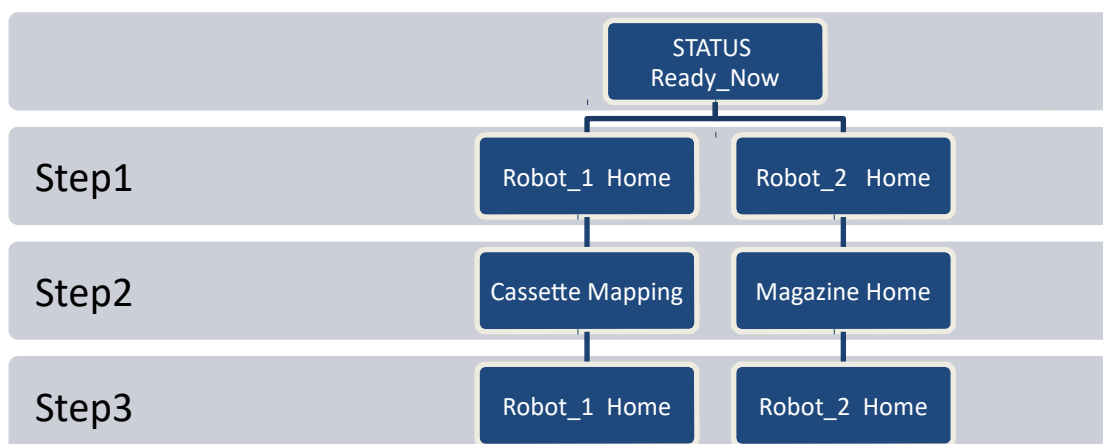 STATUS
Ready_Now
Step1
Robot_1 Home
Robot_2 Home
Step2
Cassette Mapping
Magazine Home
Step3
Robot_1 Home
Robot_2 Home